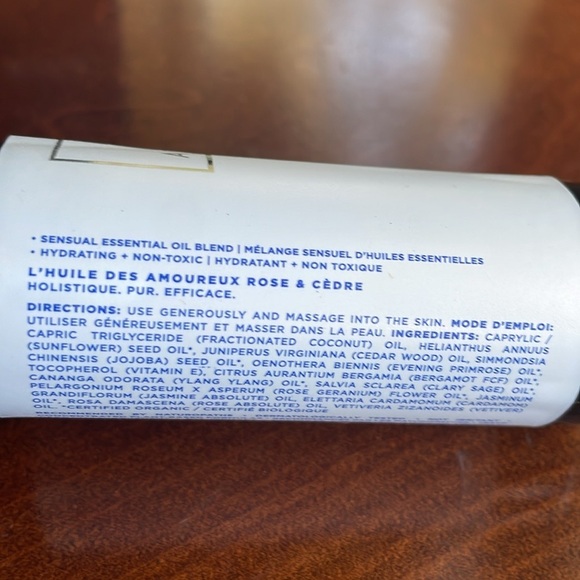 • SENSUAL ESSENTIAL OIL BLEND | MÉLANGE SENSUEL D'HUILES ESSENTIELLES
• HYDRATING + NON-TOXIC | HYDRATANT + NON TOXIQUE
L'HUILE DES AMOUREUX ROSE & CÈDRE
HOLISTIQUE. PUR. EFFICACE.
DIRECTIONS: USE GENEROUSLY AND MASSAGE INTO THE SKIN. MODE D'EMPLOI:
UTILISER GÉNÉREUSEMENT ET MASSER DANS LA PEAU. INGREDIENTS: CAPRYLIC /
CAPRIC TRIGLYCERIDE (FRACTIONATED COCONUT) OIL, HELIANTHUS ANNUUS
(SUNFLOWER) SEED OIL*, JUNIPERUS VIRGINIANA (CEDAR WOOD) OIL, SIMMONDSIA
CHINENSIS (JOJOBA) SEED OIL*, OENOTHERA BIENNIS (EVENING PRIMROSE) OIL*,
TOCOPHEROL (VITAMIN E), CITRUS AURANTIUM BERGAMIA (BERGAMOT FCF) OIL*,
CANANGA ODORATA (YLANG YLANG) OIL*, SALVIA SCLAREA (CLARY SAGE) OIL*,
PELARGONIUM ROSEUM X ASPERUM (ROSE GERANIUM) FLOWER OIL*, JASMINUM
GRANDIFLORUM (JASMINE ABSOLUTE) OIL, ELETTARIA CARDAMOMUM (CARDAMOM)
OIL*, ROSA DAMASCENA (ROSE ABSOLUTE) OIL, VETIVERIA ZIZANOIDES (VETIVER)
OIL. *CERTIFIED ORGANIC / CERTIFIÉ BIOLOGIQUE